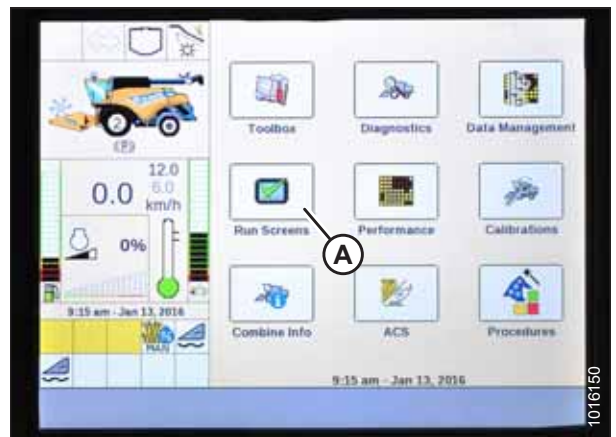 2
(P)
12.0
6.0
0.0 km/h
0%
9:15 am - Jan 13, 2016
MAN
Toolbox
Diagnostics
Data Management
Run Screens
Performance
Calibrations
A
Combine Info
ACS
Procedures
9:15 am - Jan 13, 2016
1016150